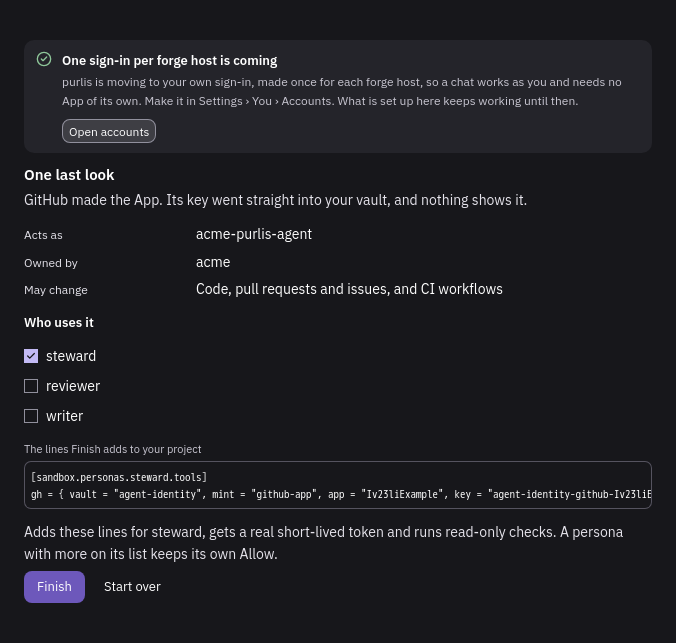 One sign-in per forge host is coming
purlis is moving to your own sign-in, made once for each forge host, so a chat works as you and needs no
App of its own. Make it in Settings › You › Accounts. What is set up here keeps working until then.
Open accounts
One last look
GitHub made the App. Its key went straight into your vault, and nothing shows it.
Acts as
acme-purlis-agent
Owned by
acme
May change
Code, pull requests and issues, and CI workflows
Who uses it
steward
reviewer
writer
The lines Finish adds to your project
[sandbox.personas.steward.tools]
gh = { vault = "agent-identity", mint = "github-app", app = "Iv23liExample", key = "agent-identity-github-Iv23liE
Adds these lines for steward, gets a real short-lived token and runs read-only checks. A persona
with more on its list keeps its own Allow.
Finish
Start over